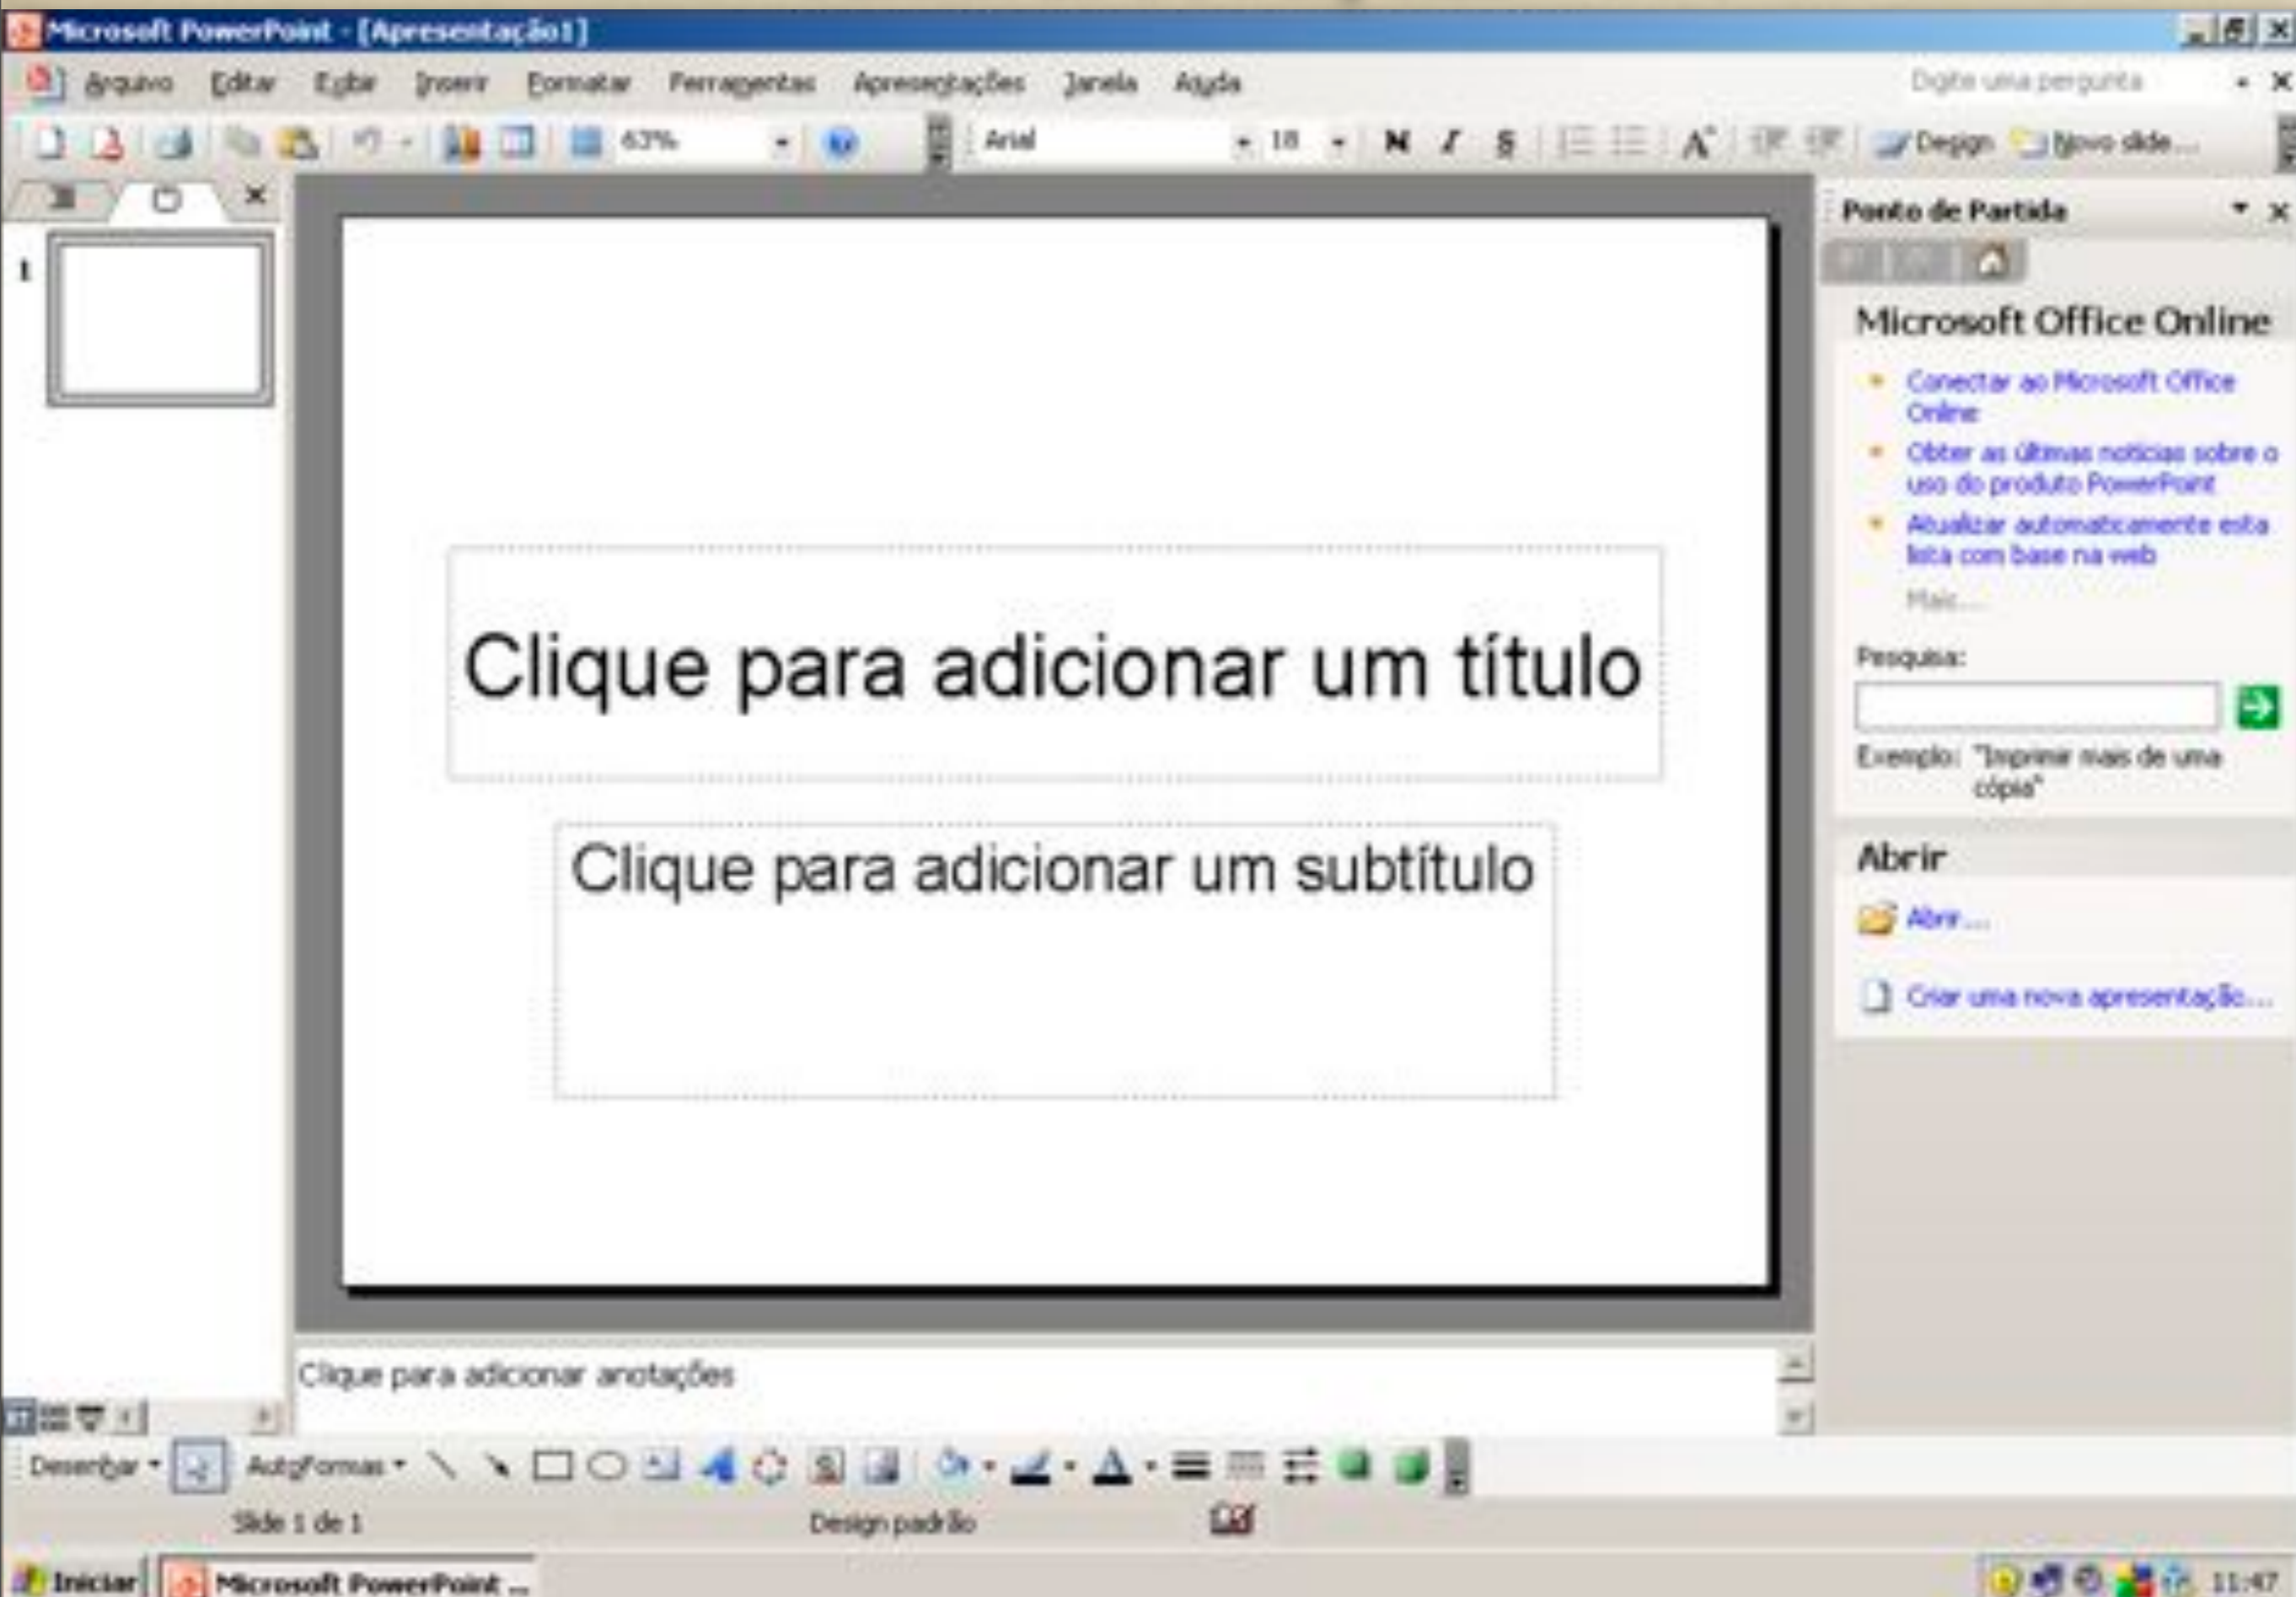 Microsoft PowerPoint - [Apresentação1]
Arquivo Editar Exibir Inserir Formatar Ferramentas Apresentações Janela Ajuda Digite uma pergunta
63% Arial 18 N I S A Design Novo slide...
Ponto de Partida
1
Microsoft Office Online
Conectar ao Microsoft Office
Online
Obter as últimas notícias sobre o
uso do produto PowerPoint
Atualizar automaticamente esta
lista com base na web
Mais...
Pesquisa:
Exemplo: "Imprimir mais de uma
cópia"
Abrir
Abrir...
Criar uma nova apresentação...
Clique para adicionar um título
Clique para adicionar um subtítulo
Clique para adicionar anotações
Desenhar AutoFormas A
Slide 1 de 1 Design padrão
Iniciar Microsoft PowerPoint ... 11:47